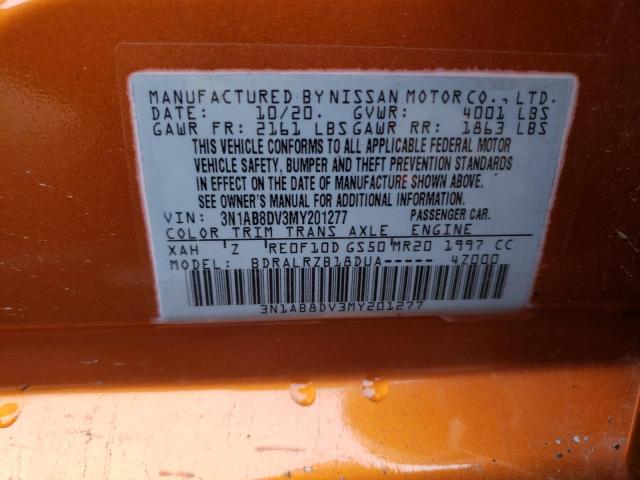 MANUFACTURED BY NISSAN MOTOR CO., LTD.
DATE: 10/20. GVWR: 4001 LBS
GAWR FR: 2161 LBS GAWR RR: 1863 LBS
THIS VEHICLE CONFORMS TO ALL APPLICABLE FEDERAL MOTOR
VEHICLE SAFETY, BUMPER AND THEFT PREVENTION STANDARDS
IN EFFECT ON THE DATE OF MANUFACTURE SHOWN ABOVE.
SEE OWNER'S MANUAL FOR ADDITIONAL INFORMATION.
VIN: 3N1AB8DV3MY201277 PASSENGER CAR.
COLOR TRIM TRANS AXLE ENGINE
XAH 'Z 'RE0F10D GS50 'MR20 1997 CC
MODEL: BDRALRZB18DUA----- 4Z000
3N1AB8DV3MY201277